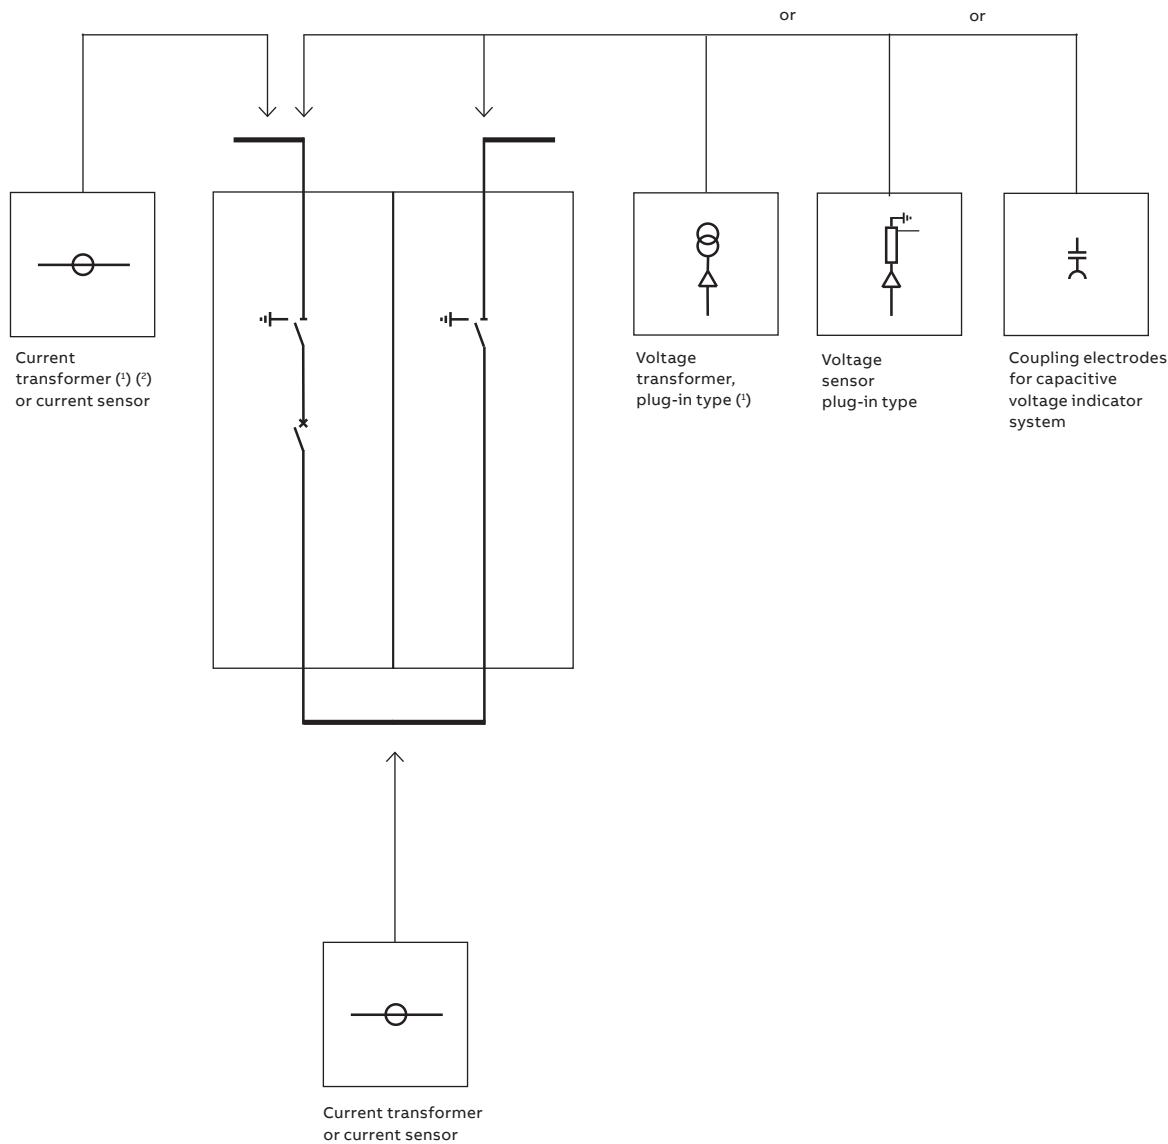 or
or
Current
transformer (¹) (²)
or current sensor
Voltage
transformer,
plug-in type (¹)
Voltage
sensor
plug-in type
Coupling electrodes
for capacitive
voltage indicator
system
Current transformer
or current sensor